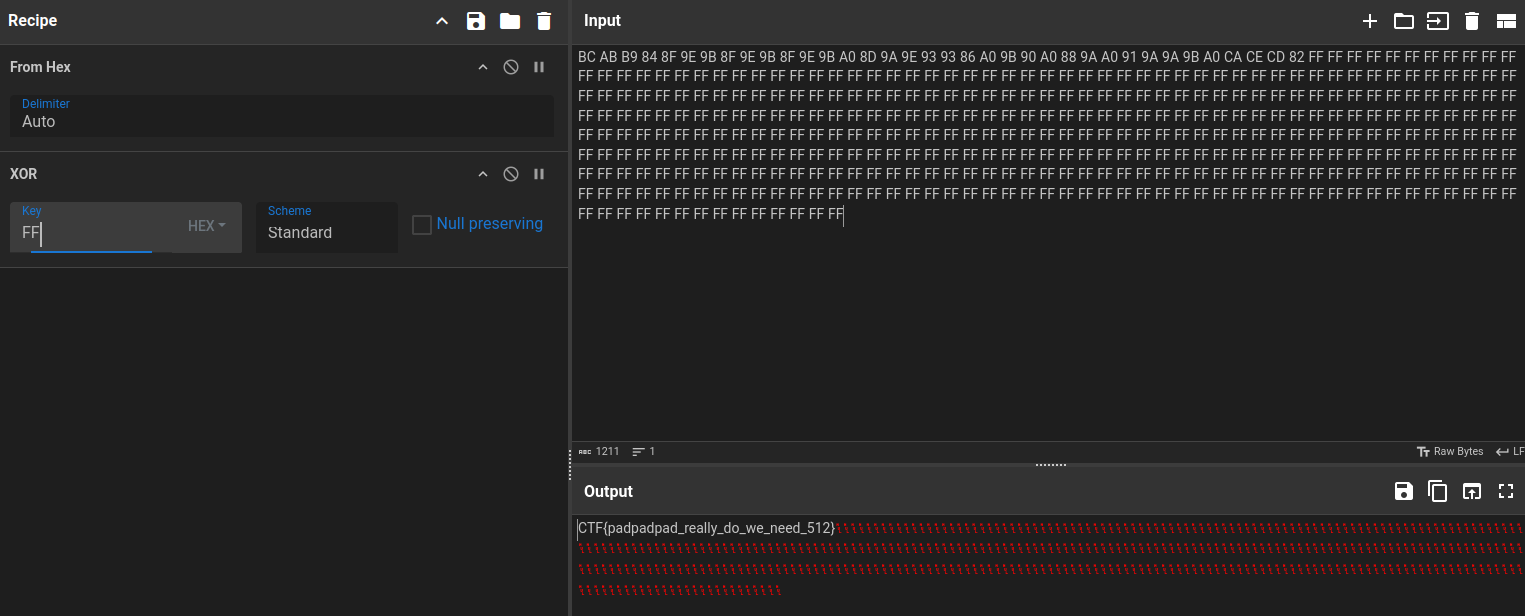 Recipe
From Hex
Delimiter
Auto
XOR
Key
FF
HEX
Scheme
Standard
Null preserving
Input
BC AB B9 84 8F 9E 9B 8F 9E 9B 8F 9E 9B A0 8D 9A 9E 93 93 86 A0 9B 90 A0 88 9A A0 91 9A 9A 9B A0 CA CE CD 82 FF FF FF FF FF FF FF FF FF FF FF
FF FF FF FF FF FF FF FF FF FF FF FF FF FF FF FF FF FF FF FF FF FF FF FF FF FF FF FF FF FF FF FF FF FF FF FF FF FF FF FF FF FF FF FF FF FF FF FF FF
FF FF FF FF FF FF FF FF FF FF FF FF FF FF FF FF FF FF FF FF FF FF FF FF FF FF FF FF FF FF FF FF FF FF FF FF FF FF FF FF FF FF FF FF FF FF FF FF FF
FF FF FF FF FF FF FF FF FF FF FF FF FF FF FF FF FF FF FF FF FF FF FF FF FF FF FF FF FF FF FF FF FF FF FF FF FF FF FF FF FF FF FF FF FF FF FF FF FF
FF FF FF FF FF FF FF FF FF FF FF FF FF FF FF FF FF FF FF FF FF FF FF FF FF FF FF FF FF FF FF FF FF FF FF FF FF FF FF FF FF FF FF FF FF FF FF FF FF
FF FF FF FF FF FF FF FF FF FF FF FF FF FF FF FF FF FF FF FF FF FF FF FF FF FF FF FF FF FF FF FF FF FF FF FF FF FF FF FF FF FF FF FF FF FF FF FF FF
FF FF FF FF FF FF FF FF FF FF FF FF FF FF FF FF FF FF FF FF FF FF FF FF FF FF FF FF FF FF FF FF FF FF FF FF FF FF FF FF FF FF FF FF FF FF FF FF FF
FF FF FF FF FF FF FF FF FF FF FF FF FF FF FF FF FF FF FF FF FF FF FF FF FF FF FF FF FF FF FF FF FF FF FF FF FF FF FF FF FF FF FF FF FF FF FF FF FF
FF FF FF FF FF FF FF FF FF FF FF FF FF FF
ABC 1211 1
Raw Bytes LF
Output
CTF{padpadpad_really_do_we_need_512}